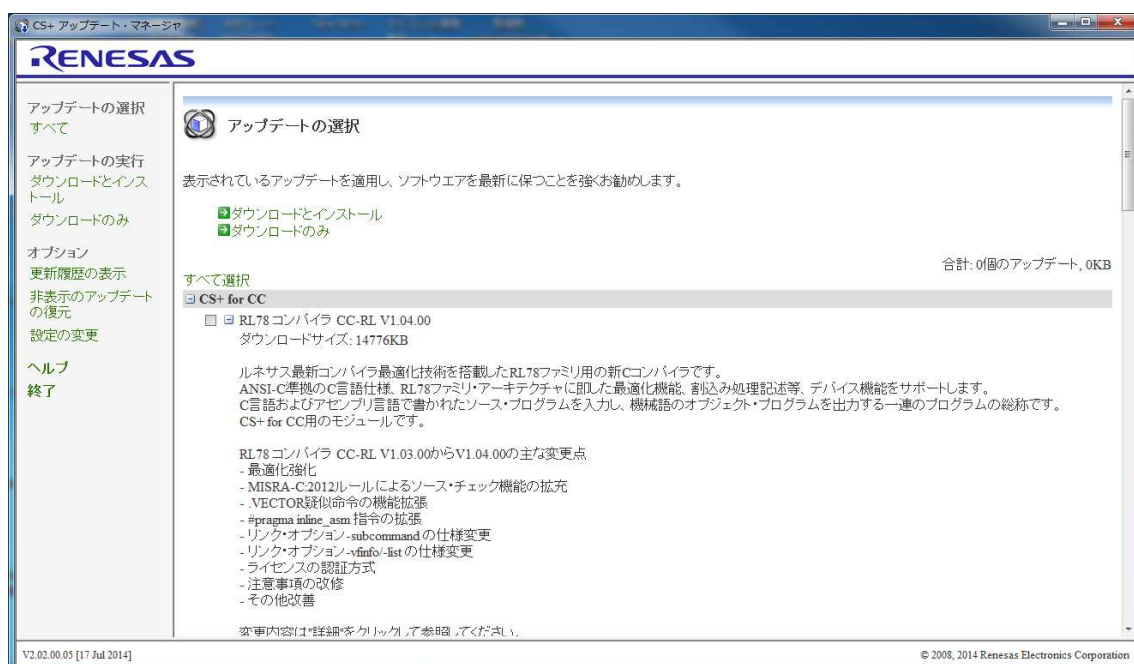 CS+ アップデート・マネージャ
RENESAS
アップデートの選択
すべて
アップデートの実行
ダウンロードとインス
トール
ダウンロードのみ
オプション
更新履歴の表示
非表示のアップデート
の復元
設定の変更
ヘルプ
終了
アップデートの選択
表示されているアップデートを適用し、ソフトウエアを最新に保つことを強くお勧めします。
ダウンロードとインストール
ダウンロードのみ
合計: 0個のアップデート, 0KB
すべて選択
CS+ for CC
RL78 コンパイラ CC-RL V1.04.00
ダウンロードサイズ: 14776KB
ルネサス最新コンパイラ最適化技術を搭載したRL78ファミリ用の新Cコンパイラです。
ANSI-C準拠のC言語仕様、RL78ファミリ・アーキテクチャに即した最適化機能、割込み処理記述等、デバイス機能をサポートします。
C言語およびアセンブリ言語で書かれたソース・プログラムを入力し、機械語のオブジェクト・プログラムを出力する一連のプログラムの総称です。
CS+ for CC用のモジュールです。
RL78 コンパイラ CC-RL V1.03.00からV1.04.00の主な変更点
- 最適化強化
- MISRA-C:2012ルールによるソース・チェック機能の拡充
- .VECTOR疑似命令の機能拡張
- #pragma inline_asm 指令の拡張
- リンク・オプション -subcommand の仕様変更
- リンク・オプション -vfinfo/-list の仕様変更
- ライセンスの認証方式
- 注意事項の改修
- その他改善
変更内容は"詳細"をクリックして参照してください。
V2.02.00.05 [17 Jul 2014]
© 2008, 2014 Renesas Electronics Corporation